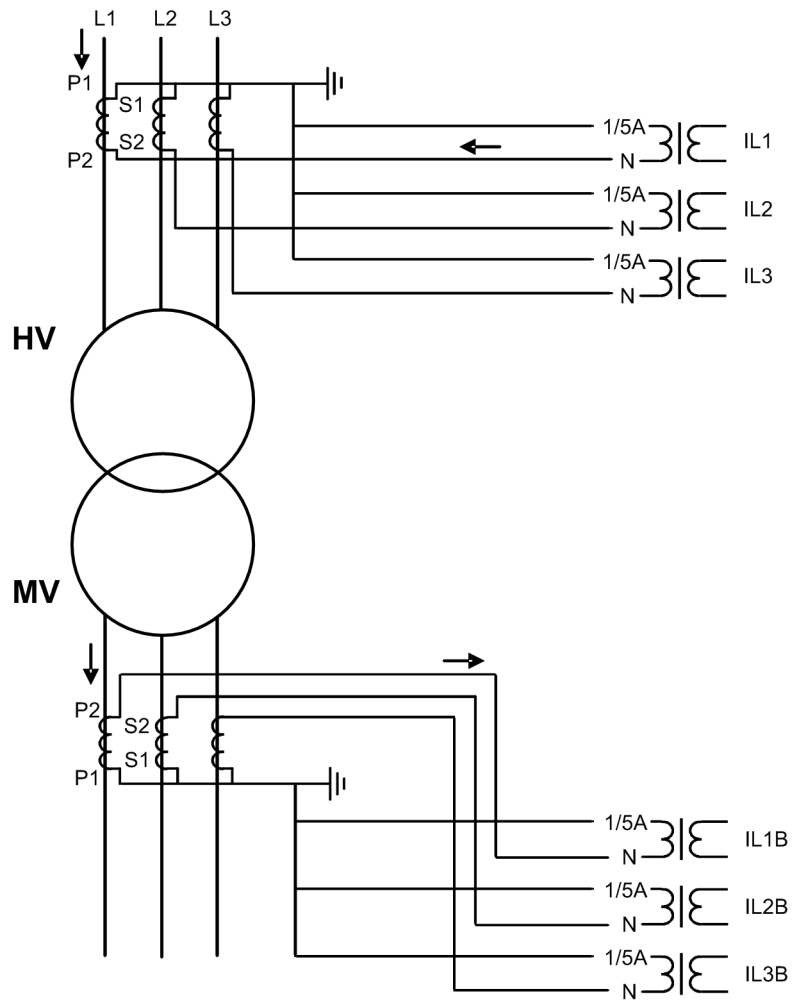 L1 L2 L3
P1
S1
S2
P2
1/5A
N
IL1
1/5A
N
IL2
1/5A
N
IL3
HV
MV
P2
S2
S1
P1
1/5A
N
IL1B
1/5A
N
IL2B
1/5A
N
IL3B